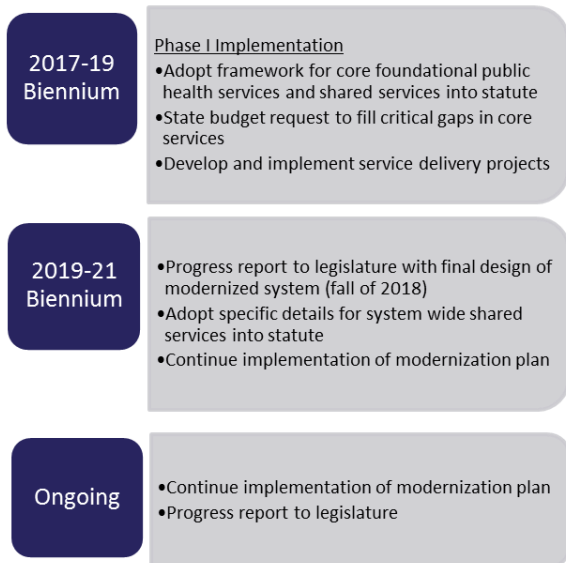 2017-19
Biennium
Phase I Implementation
•Adopt framework for core foundational public
health services and shared services into statute
•State budget request to fill critical gaps in core
services
•Develop and implement service delivery projects
2019-21
Biennium
•Progress report to legislature with final design of
modernized system (fall of 2018)
•Adopt specific details for system wide shared
services into statute
•Continue implementation of modernization plan
Ongoing
•Continue implementation of modernization plan
•Progress report to legislature